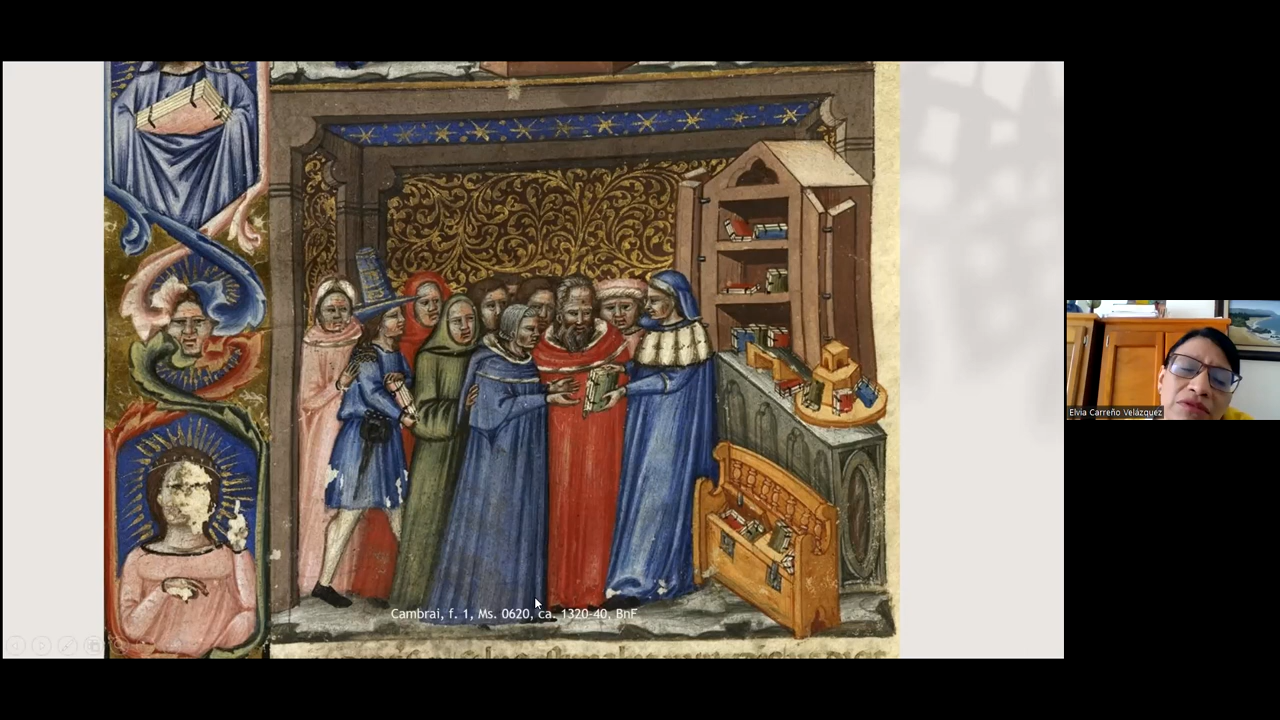 Cambrai, f. 1, Ms. 0620, ca. 1320-40, BnF
Elvia Carreño Velázquez